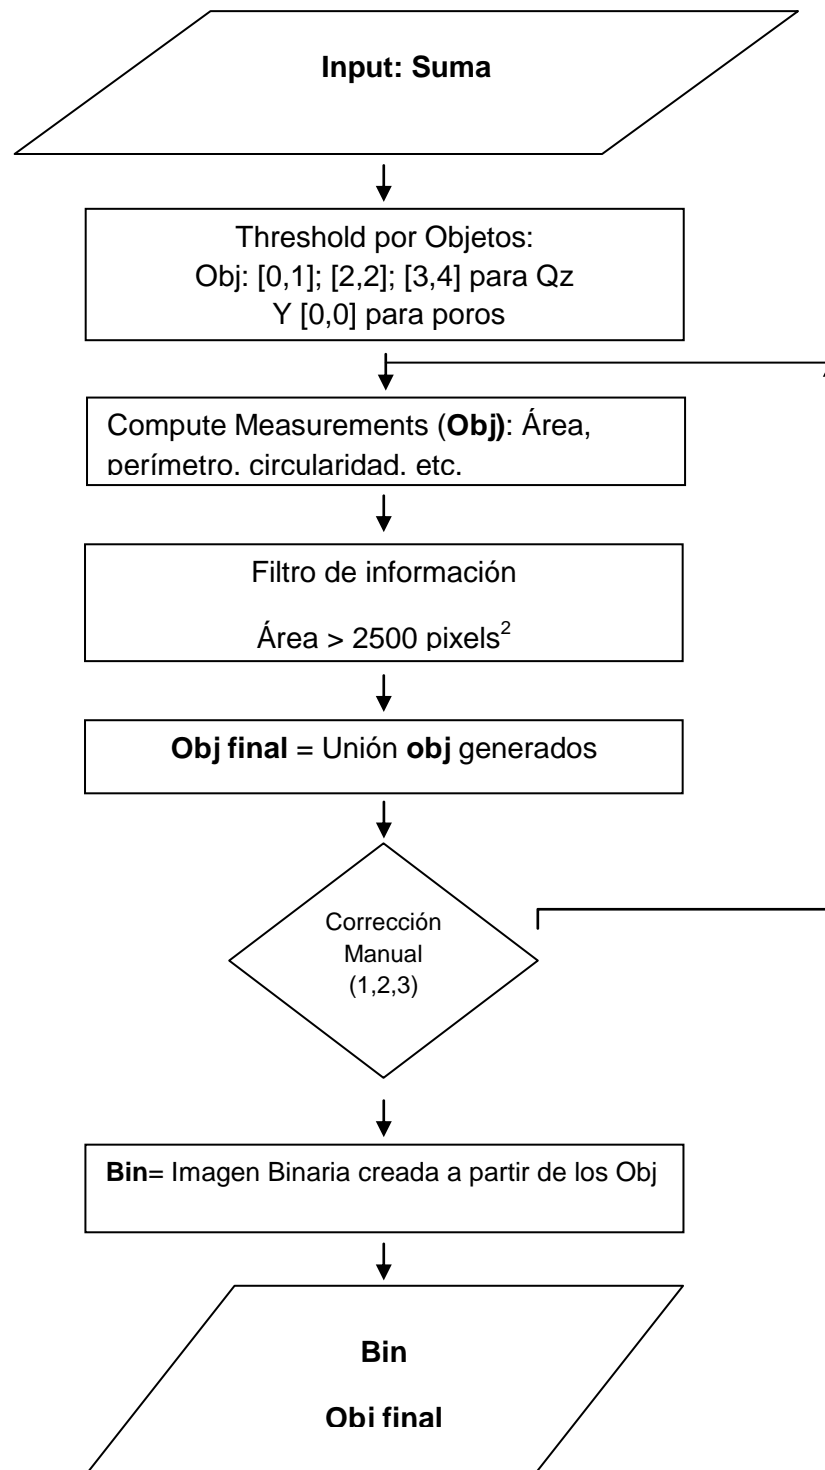 Input: Suma
Threshold por Objetos:
Obj: [0,1]; [2,2]; [3,4] para Qz
Y [0,0] para poros
Compute Measurements (Obj): Área,
perímetro, circularidad, etc.
Filtro de información
Área > 2500 pixels²
Obj final = Unión obj generados
Corrección
Manual
(1,2,3)
Bin= Imagen Binaria creada a partir de los Obj
Bin
Obj final